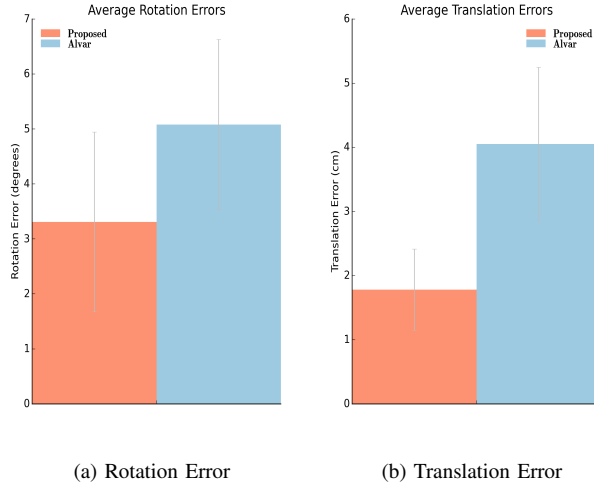 Average Rotation Errors
Proposed
Alvar
Rotation Error (degrees)
7
6
5
4
3
2
1
0
(a) Rotation Error
Average Translation Errors
Proposed
Alvar
Translation Error (cm)
6
5
4
3
2
1
0
(b) Translation Error